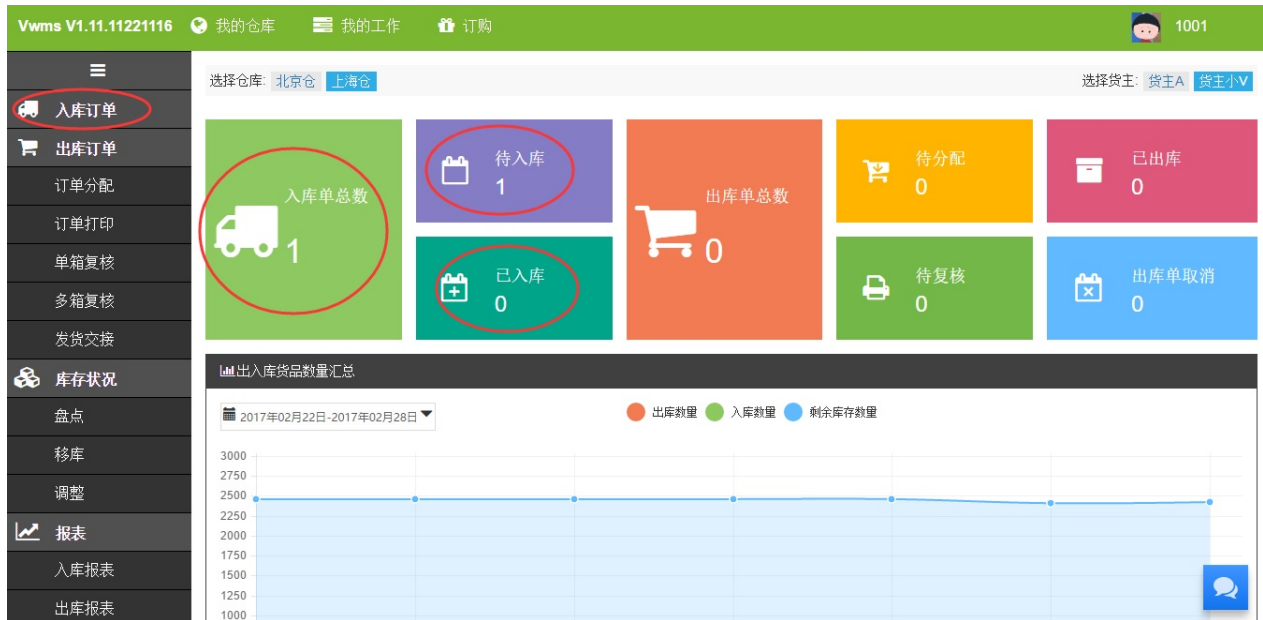 Vwms V1.11.11221116 我的仓库 我的工作 订购 1001
选择仓库: 北京仓 上海仓 选择货主: 货主A 货主小V
入库订单
出库订单
订单分配
订单打印
单箱复核
多箱复核
发货交接
库存状况
盘点
移库
调整
报表
入库报表
出库报表
入库单总数
1
待入库
1
已入库
0
出库单总数
0
待分配
0
待复核
0
已出库
0
出库单取消
0
出入库货品数量汇总
2017年02月22日-2017年02月28日
出库数量 入库数量 剩余库存数量
3000
2750
2500
2250
2000
1750
1500
1250
1000